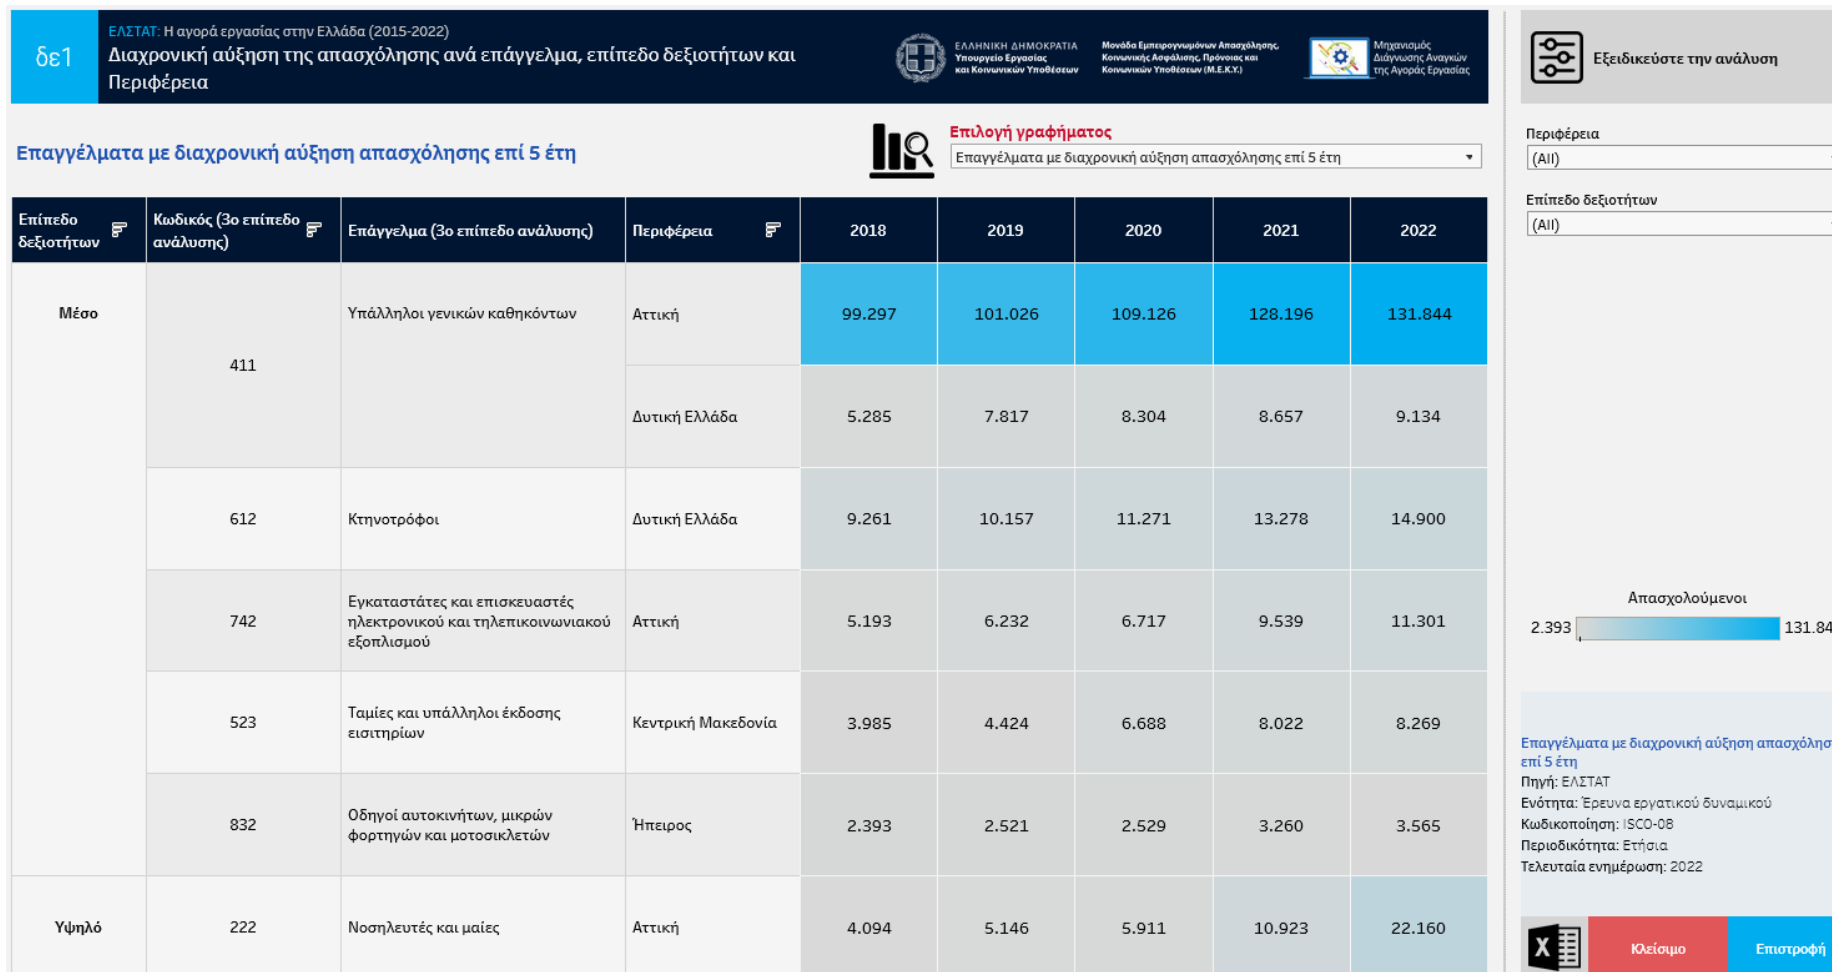 δε1
ΕΛΣΤΑΤ: Η αγορά εργασίας στην Ελλάδα (2015-2022)
Διαχρονική αύξηση της απασχόλησης ανά επάγγελμα, επίπεδο δεξιοτήτων και
Περιφέρεια
ΕΛΛΗΝΙΚΗ ΔΗΜΟΚΡΑΤΙΑ
Υπουργείο Εργασίας
και Κοινωνικών Υποθέσεων
Μονάδα Εμπειρογνωμόνων Απασχόλησης,
Κοινωνικής Ασφάλισης, Πρόνοιας και
Κοινωνικών Υποθέσεων (Μ.Ε.Κ.Υ.)
Μηχανισμός
Διάγνωσης Αναγκών
της Αγοράς Εργασίας
Εξειδικεύστε την ανάλυση
Επαγγέλματα με διαχρονική αύξηση απασχόλησης επί 5 έτη
Επιλογή γραφήματος
Επαγγέλματα με διαχρονική αύξηση απασχόλησης επί 5 έτη
Περιφέρεια
(All)
Επίπεδο δεξιοτήτων
(All)
Επίπεδο δεξιοτήτων Κωδικός (3ο επίπεδο ανάλυσης) Επάγγελμα (3ο επίπεδο ανάλυσης) Περιφέρεια 2018 2019 2020 2021 2022
Μέσο 411 Υπάλληλοι γενικών καθηκόντων Αττική 99.297 101.026 109.126 128.196 131.844
Δυτική Ελλάδα 5.285 7.817 8.304 8.657 9.134
612 Κτηνοτρόφοι Δυτική Ελλάδα 9.261 10.157 11.271 13.278 14.900
742 Εγκαταστάτες και επισκευαστές ηλεκτρονικού και τηλεπικοινωνιακού εξοπλισμού Αττική 5.193 6.232 6.717 9.539 11.301
523 Ταμίες και υπάλληλοι έκδοσης εισιτηρίων Κεντρική Μακεδονία 3.985 4.424 6.688 8.022 8.269
832 Οδηγοί αυτοκινήτων, μικρών φορτηγών και μοτοσικλετών Ήπειρος 2.393 2.521 2.529 3.260 3.565
Υψηλό 222 Νοσηλευτές και μαίες Αττική 4.094 5.146 5.911 10.923 22.160
Απασχολούμενοι
2.393 131.84
Επαγγέλματα με διαχρονική αύξηση απασχόλησ
επί 5 έτη
Πηγή: ΕΛΣΤΑΤ
Ενότητα: Έρευνα εργατικού δυναμικού
Κωδικοποίηση: ISCO-08
Περιοδικότητα: Ετήσια
Τελευταία ενημέρωση: 2022
X
Κλείσιμο
Επιστροφή